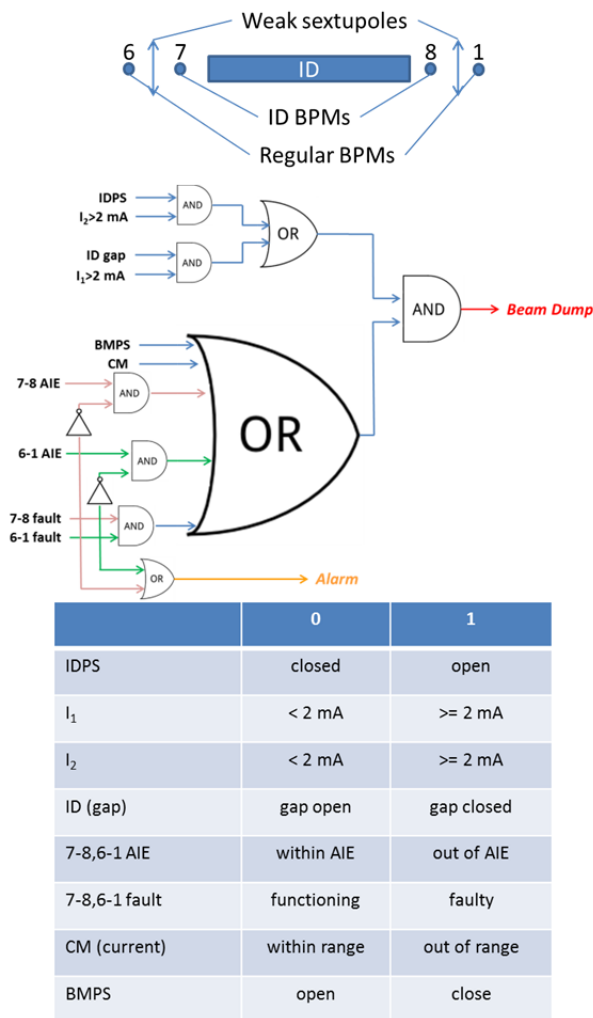 Weak sextupoles
6 7 8 1
ID
ID BPMs
Regular BPMs
IDPS
AND
I₂>2 mA
OR
ID gap
AND
I₁>2 mA
AND
Beam Dump
BMPS
CM
7-8 AIE
AND
OR
6-1 AIE
AND
7-8 fault
AND
6-1 fault
OR
Alarm
0 1
IDPS closed open
I₁ < 2 mA >= 2 mA
I₂ < 2 mA >= 2 mA
ID (gap) gap open gap closed
7-8,6-1 AIE within AIE out of AIE
7-8,6-1 fault functioning faulty
CM (current) within range out of range
BMPS open close